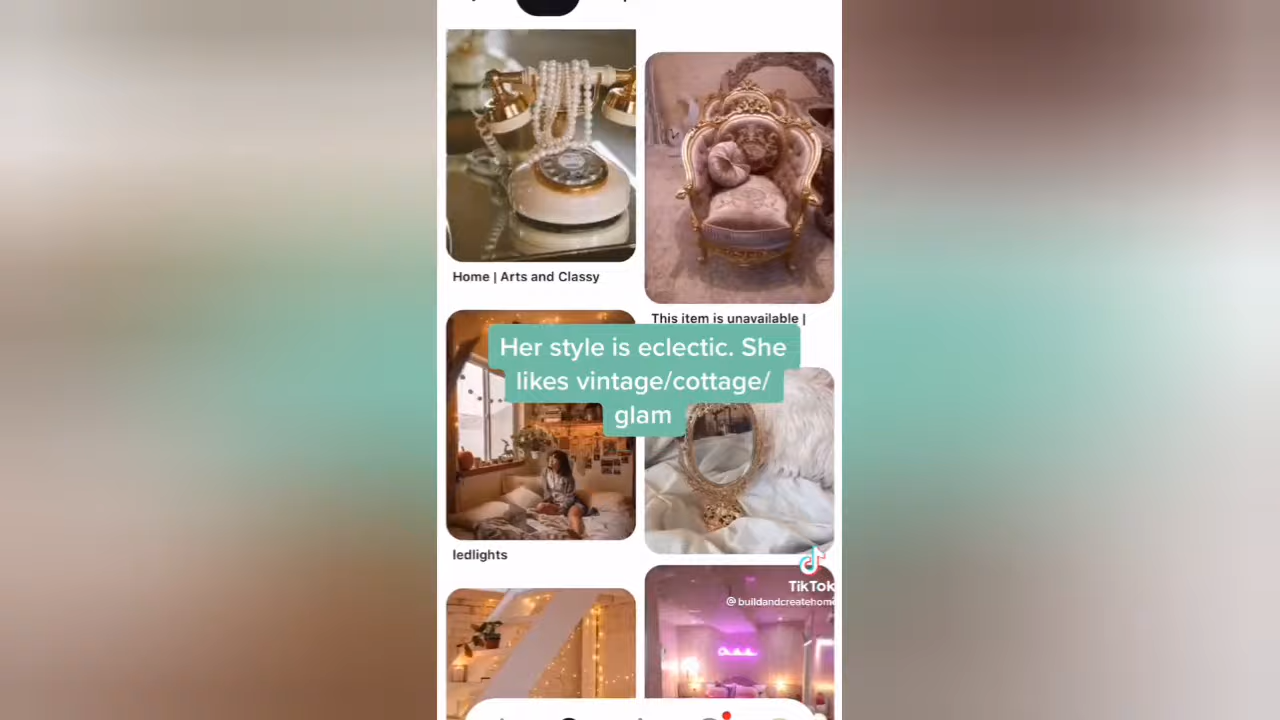 Home | Arts and Classy
This item is unavailable |
Her style is eclectic. She
likes vintage/cottage/
glam
ledlights
TikTok
@buildandcreatehome